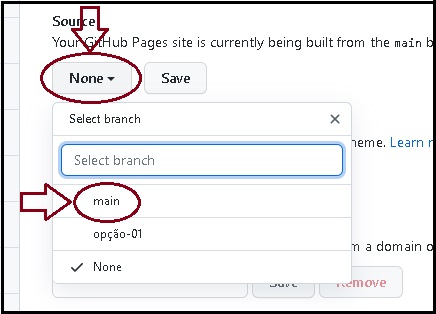 Source
Your GitHub Pages site is currently being built from the main b
None Save
Select branch
Select branch
heme. Learn
main
opção-01
m a domain o
None
Save Remove